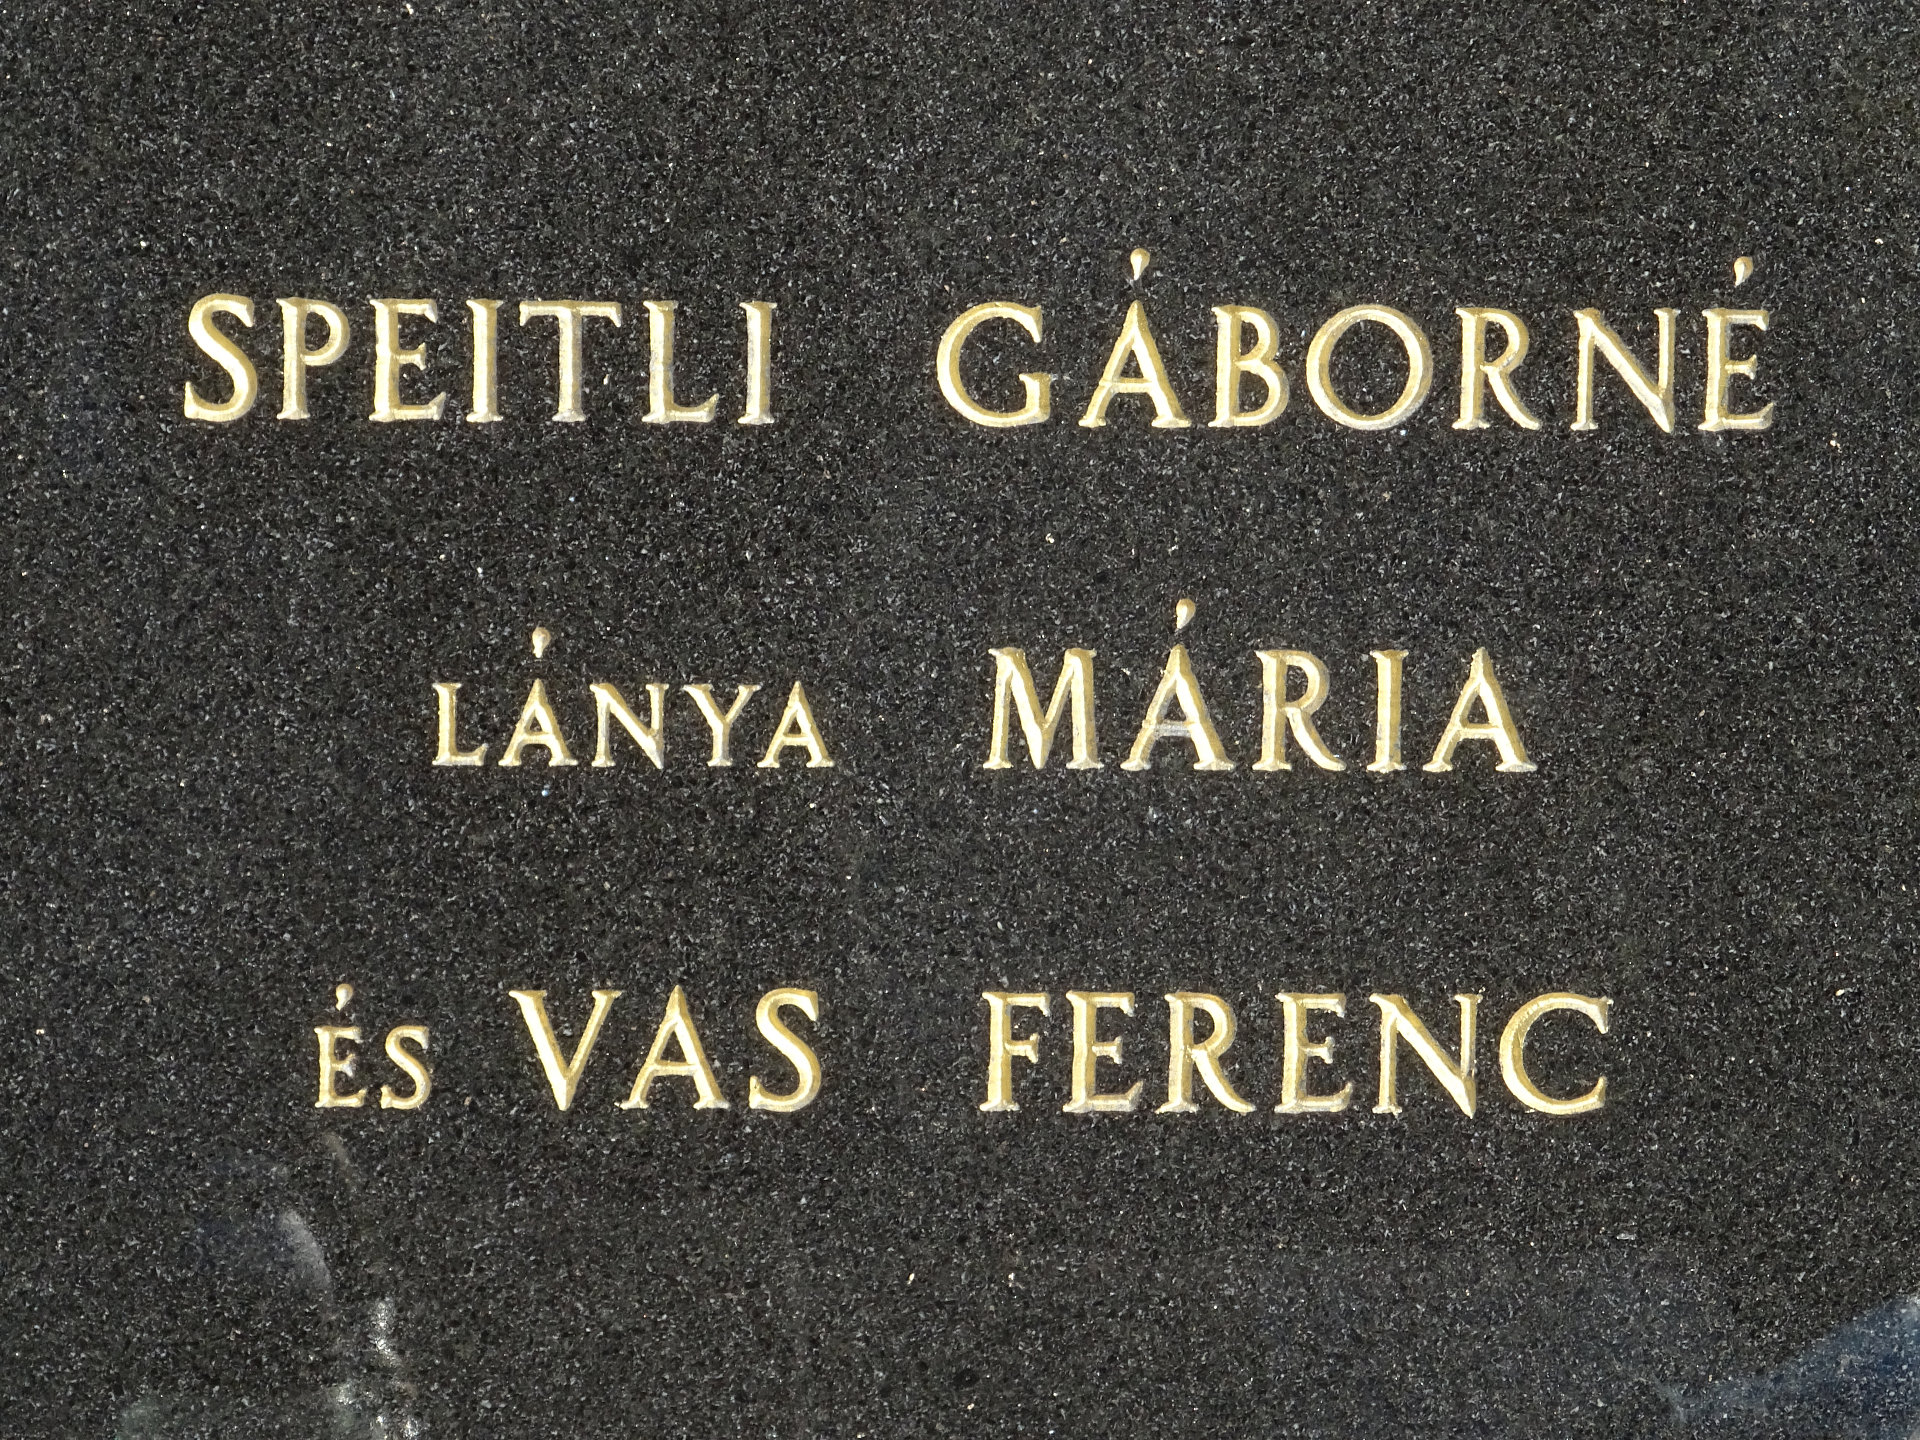 SPEITLI GÁBORNÉ
LÁNYA MÁRIA
ÉS VAS FERENC